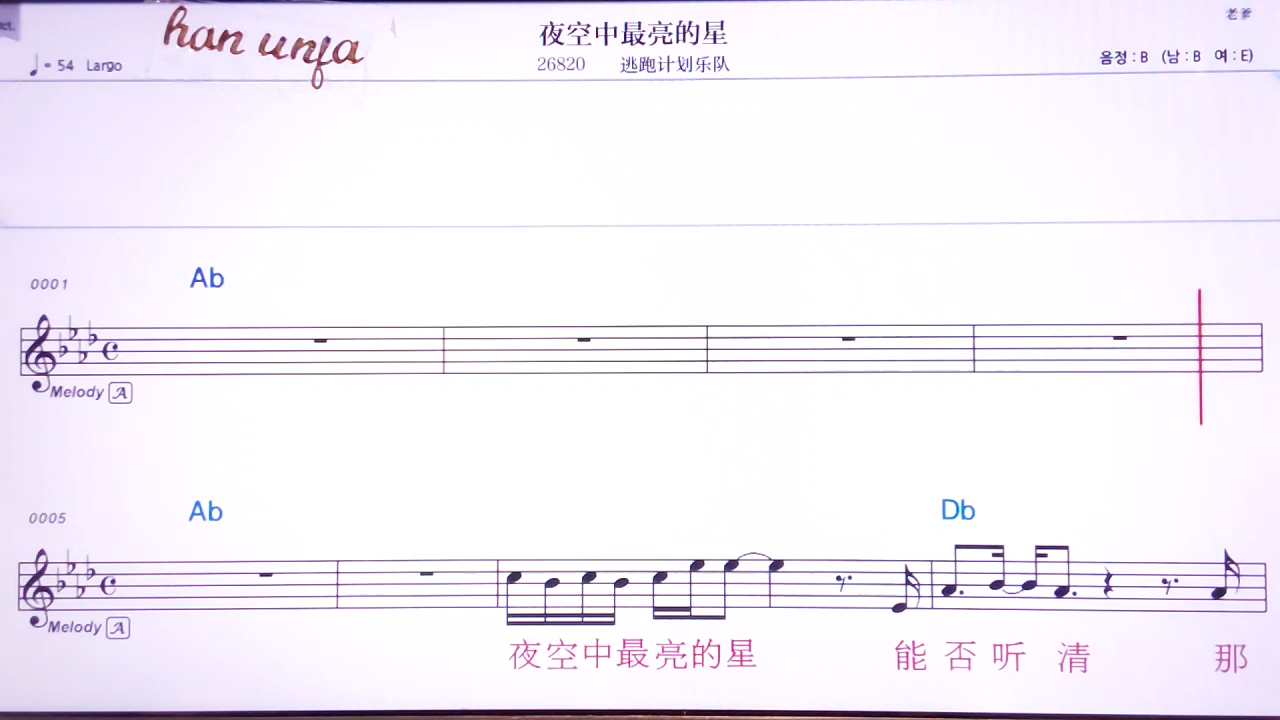 han unja
夜空中最亮的星
♩= 54 Largo
26820 逃跑计划乐队
음정 : B (남 : B 여 : E)
0001
Ab
Melody A
0005
Ab Db
Melody A
夜空中最亮的星 能否听清 那